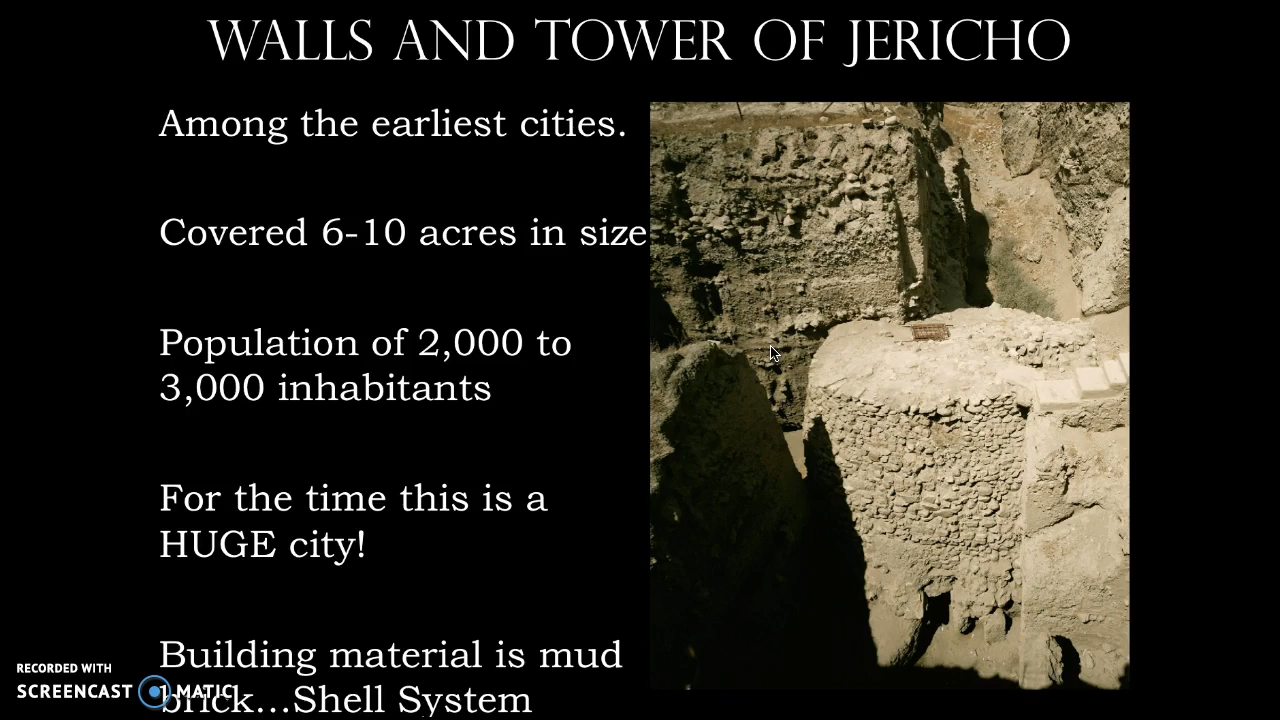 WALLS AND TOWER OF JERICHO
Among the earliest cities.
Covered 6-10 acres in size
Population of 2,000 to
3,000 inhabitants
For the time this is a
HUGE city!
Building material is mud
brick...Shell System
RECORDED WITH
SCREENCAST MATIC